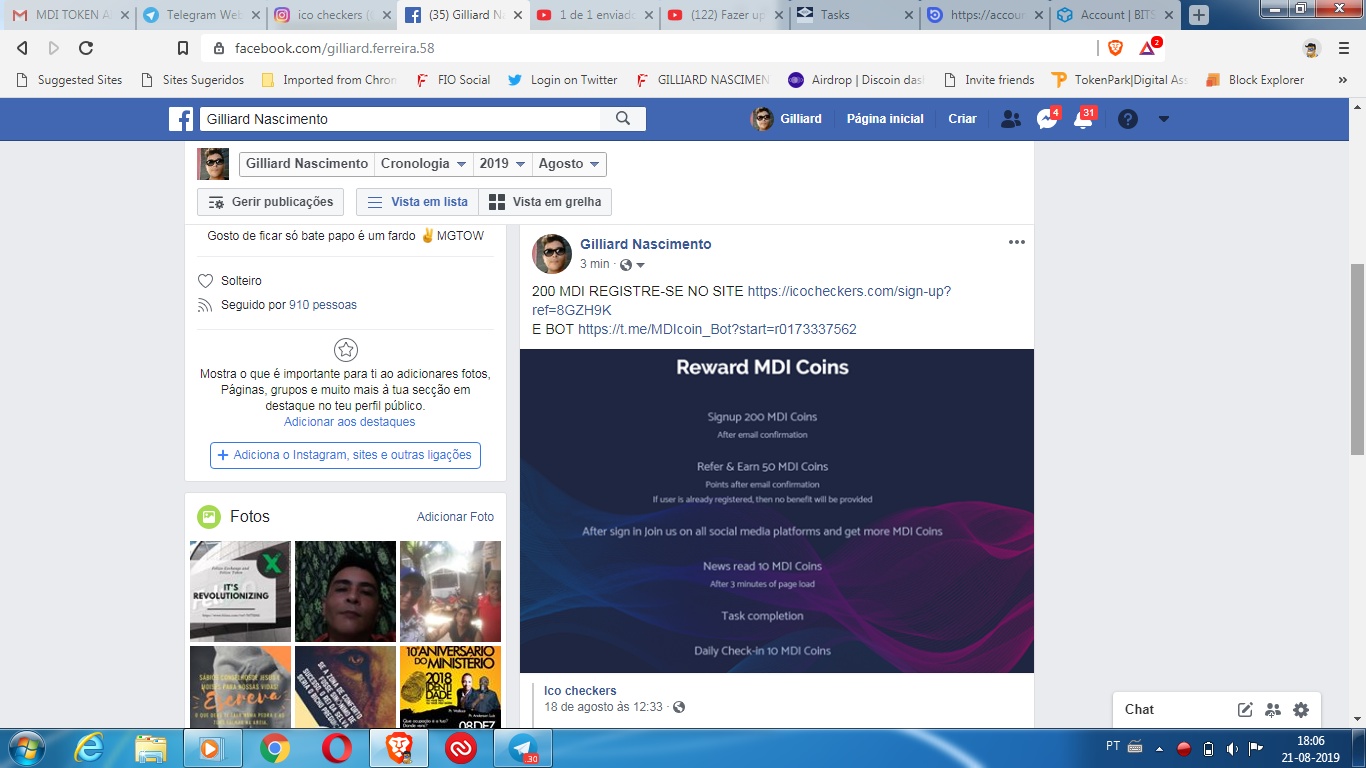 MDI TOKEN A
Telegram Web
ico checkers (
(35) Gilliard N
1 de 1 enviado
(122) Fazer up
Tasks
https://accour
Account | BITS
facebook.com/gilliard.ferreira.58
2
Suggested Sites
Sites Sugeridos
Imported from Chron
FIO Social
Login on Twitter
GILLIARD NASCIMEN
Airdrop | Discoin das
Invite friends
TokenPark|Digital Ass
Block Explorer
»
Gilliard Nascimento
Gilliard
Página inicial
Criar
4
31
Gilliard Nascimento
Cronologia
2019
Agosto
Gerir publicações
Vista em lista
Vista em grelha
Gosto de ficar só bate papo é um fardo ✌MGTOW
Solteiro
Seguido por 910 pessoas
Mostra o que é importante para ti ao adicionares fotos,
Páginas, grupos e muito mais à tua secção em
destaque no teu perfil público.
Adicionar aos destaques
+ Adiciona o Instagram, sites e outras ligações
Fotos
Adicionar Foto
IT'S
REVOLUTIONIZING
Escreva
10º ANIVERSARIO
DO MINISTÉRIO
2018
IDENTI
DADE
08 DEZ
Gilliard Nascimento
3 min ·
200 MDI REGISTRE-SE NO SITE https://icocheckers.com/sign-up?
ref=8GZH9K
E BOT https://t.me/MDIcoin_Bot?start=r0173337562
Reward MDI Coins
Signup 200 MDI Coins
After email confirmation
Refer & Earn 50 MDI Coins
Points after email confirmation
If user is already registered, then no benefit will be provided
After sign in Join us on all social media platforms and get more MDI Coins
News read 10 MDI Coins
After 3 minutes of page load
Task completion
Daily Check-in 10 MDI Coins
Ico checkers
18 de agosto às 12:33 ·
Chat
.30
PT
18:06
21-08-2019